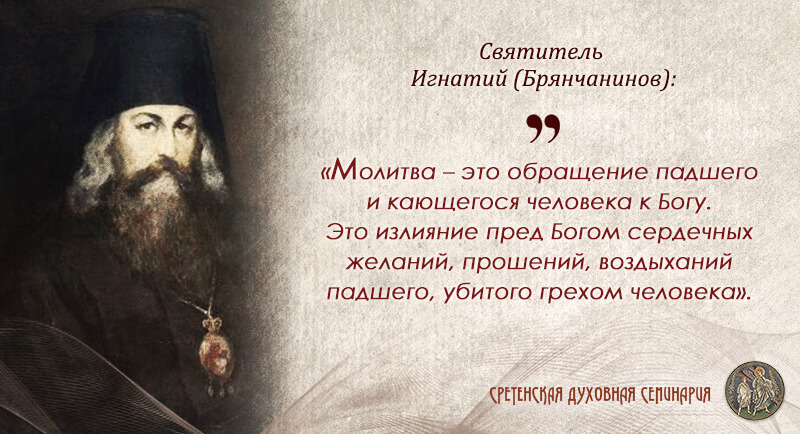 Святитель
Игнатий (Брянчанинов):
”
«Молитва – это обращение падшего
и кающегося человека к Богу.
Это излияние пред Богом сердечных
желаний, прошений, воздыханий
падшего, убитого грехом человека».
СРЕТЕНСКАЯ ДУХОВНАЯ СЕМИНАРИЯ